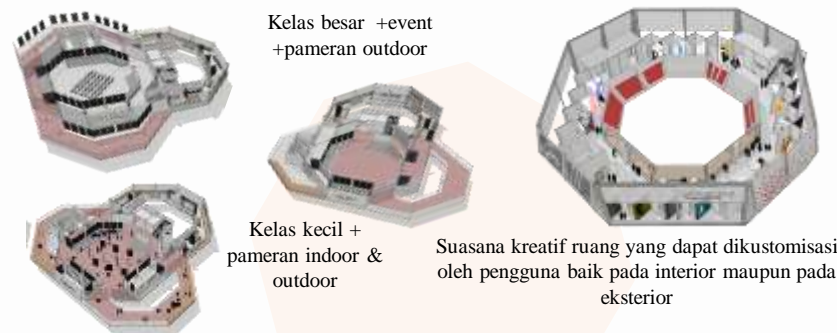 Kelas besar +event
+pameran outdoor
Kelas kecil +
pameran indoor &
outdoor
Suasana kreatif ruang yang dapat dikustomisasi
oleh pengguna baik pada interior maupun pada
eksterior